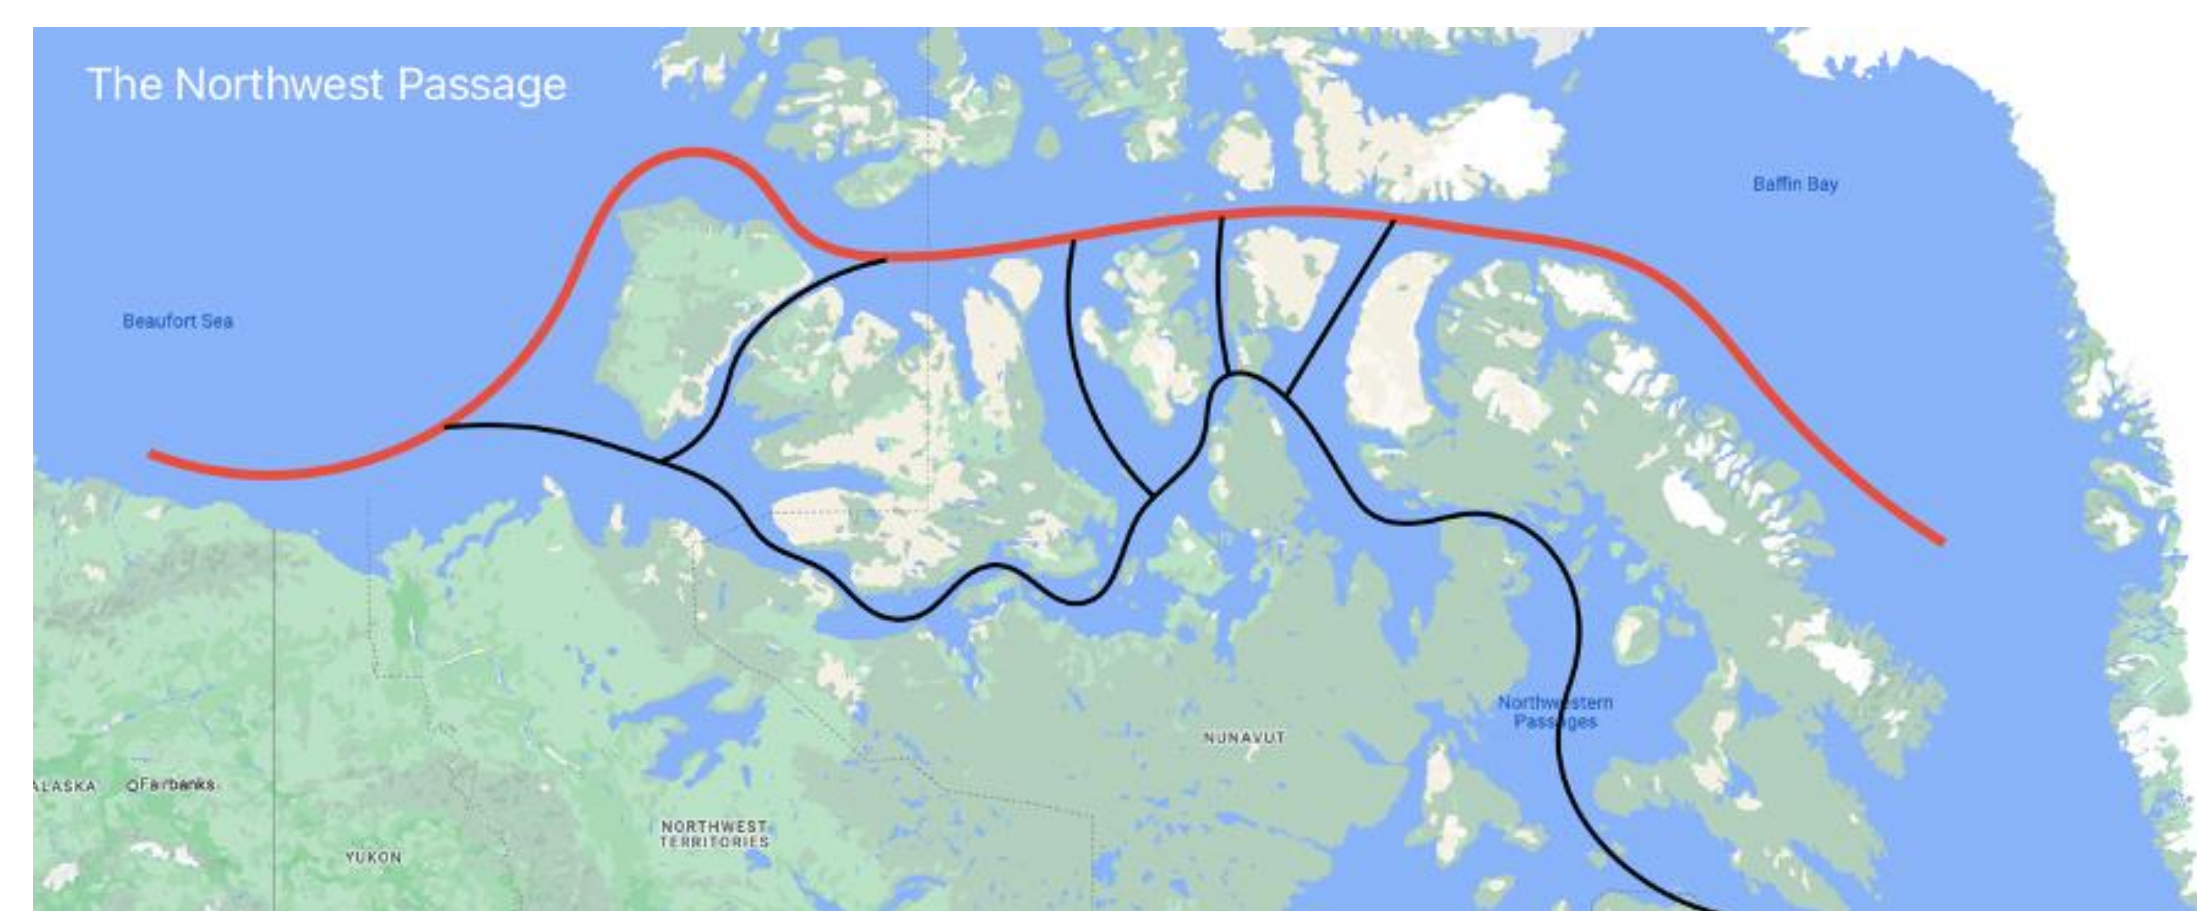 The Northwest Passage
Baffin Bay
Beaufort Sea
Northwestern
Passages
NUNAVUT
ALASKA
Fairbanks
NORTHWEST
TERRITORIES
YUKON